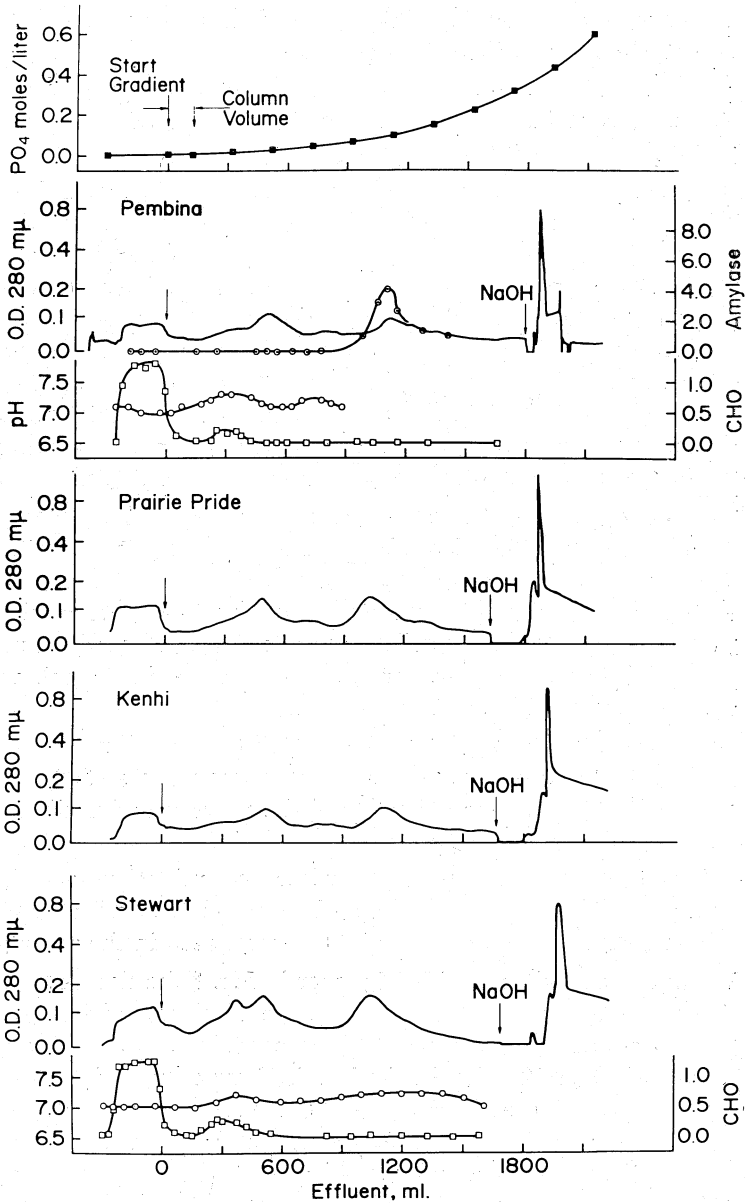 PO4 moles/liter
0.6
0.4
0.2
0.0
Start
Gradient
Column
Volume
Pembina
O.D. 280 mμ
0.8
0.4
0.2
0.1
0.0
NaOH
Amylase
8.0
6.0
4.0
2.0
0.0
pH
7.5
7.0
6.5
CHO
1.0
0.5
0.0
Prairie Pride
O.D. 280 mμ
0.8
0.4
0.2
0.1
0.0
NaOH
Kenhi
O.D. 280 mμ
0.8
0.4
0.2
0.1
0.0
NaOH
Stewart
O.D. 280 mμ
0.8
0.4
0.2
0.1
0.0
NaOH
pH
7.5
7.0
6.5
CHO
1.0
0.5
0.0
0
600
1200
1800
Effluent, ml.